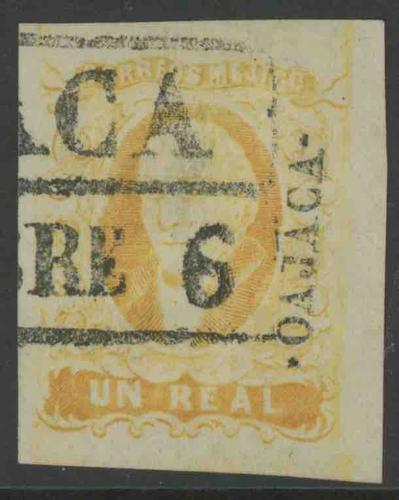 CORREOS MEJICO
ACA
BRE 6
·OAJACA·
UN REAL